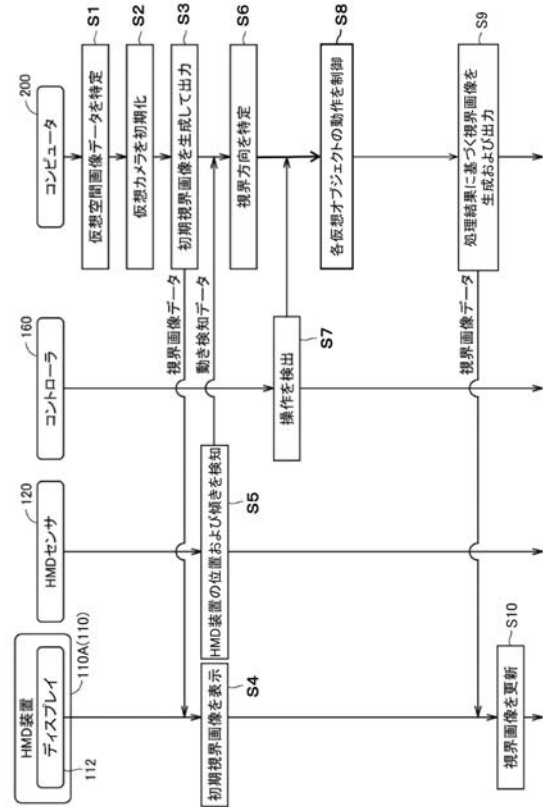 HMD装置
ディスプレイ
112
110A(110)
HMDセンサ
120
コントローラ
160
コンピュータ
200
仮想空間画像データを特定
S1
仮想カメラを初期化
S2
初期視界画像を生成して出力
S3
視界画像データ
初期視界画像を表示
S4
HMD装置の位置および傾きを検知
S5
動き検知データ
視界方向を特定
S6
操作を検出
S7
各仮想オブジェクトの動作を制御
S8
処理結果に基づく視界画像を
生成および出力
S9
視界画像データ
視界画像を更新
S10